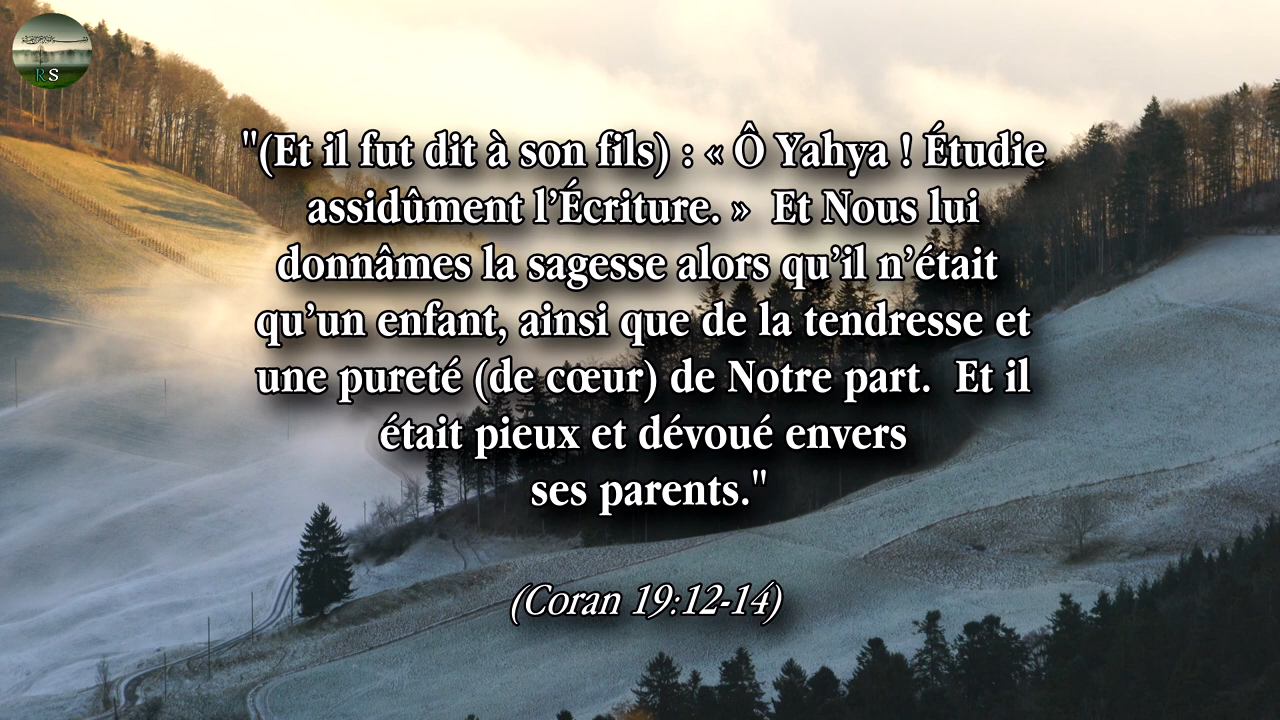 RS
"(Et il fut dit à son fils) : « Ô Yahya ! Étudie
assidûment l’Écriture. »  Et Nous lui
donnâmes la sagesse alors qu’il n’était
qu’un enfant, ainsi que de la tendresse et
une pureté (de cœur) de Notre part.  Et il
était pieux et dévoué envers
ses parents."
(Coran 19:12-14)